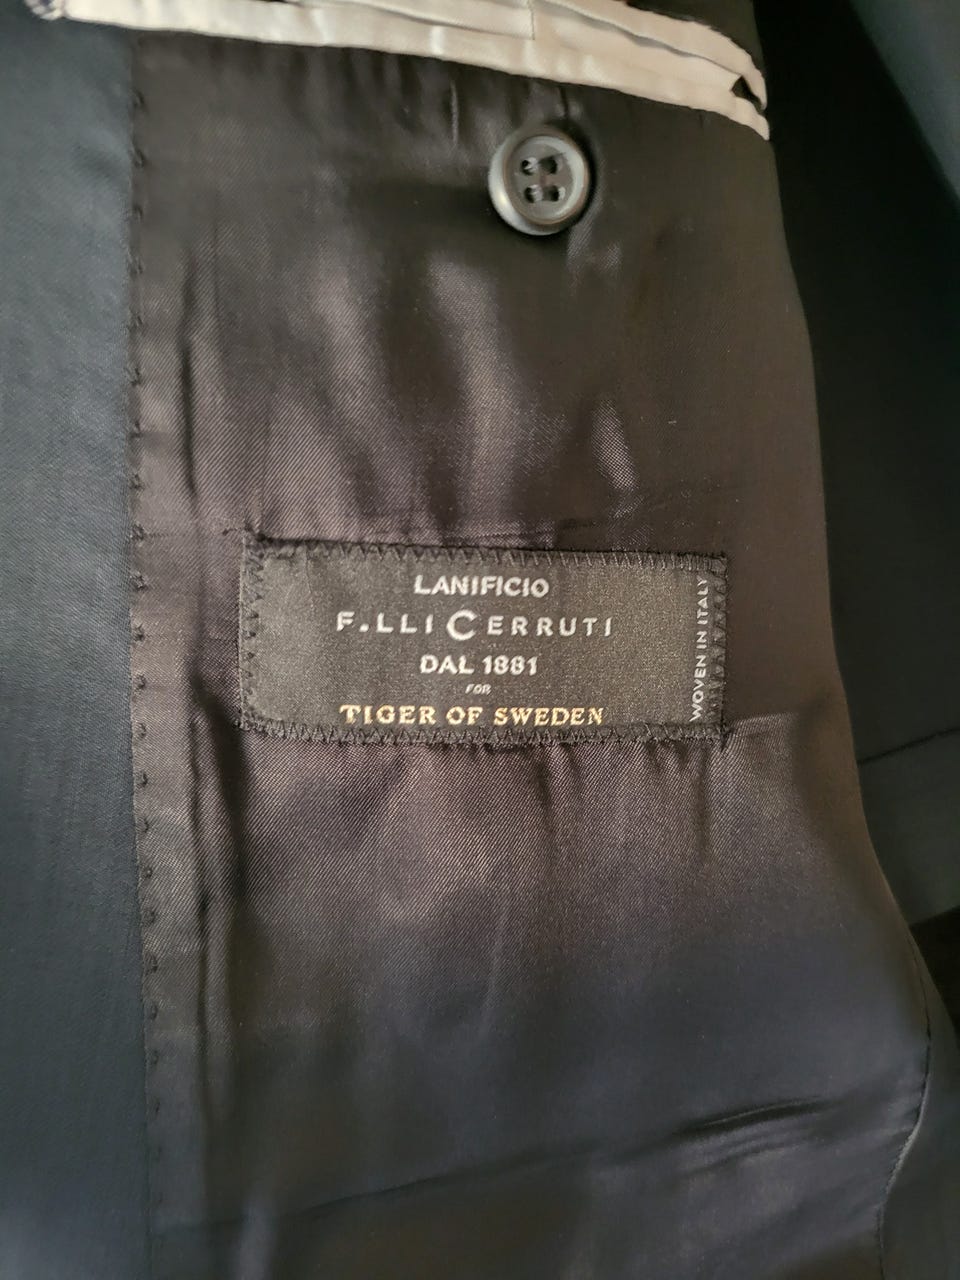 LANIFICIO
F.LLI CERRUTI
DAL 1881
FOR
TIGER OF SWEDEN
WOVEN IN ITALY